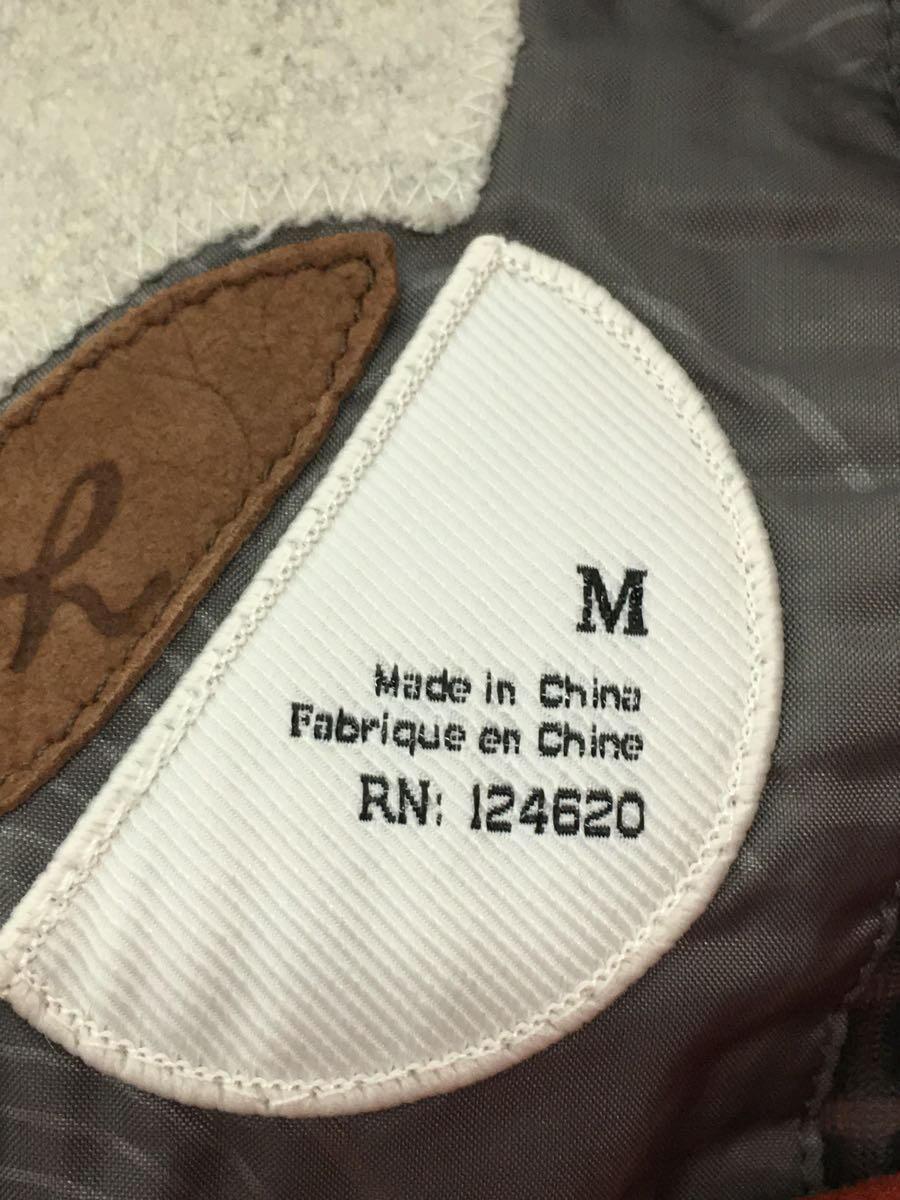 h
M
Made in China
Fabrique en Chine
RN: 124620